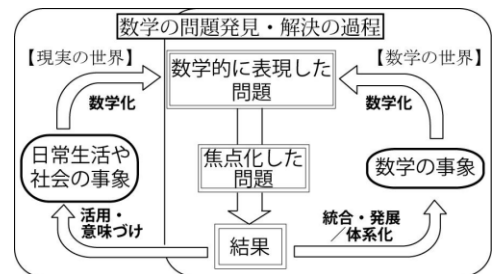 数学の問題発見・解決の過程
【現実の世界】
【数学の世界】
数学的に表現した
問題
数学化
数学化
日常生活や
社会の事象
焦点化した
問題
数学の事象
活用・
意味づけ
統合・発展
／体系化
結果